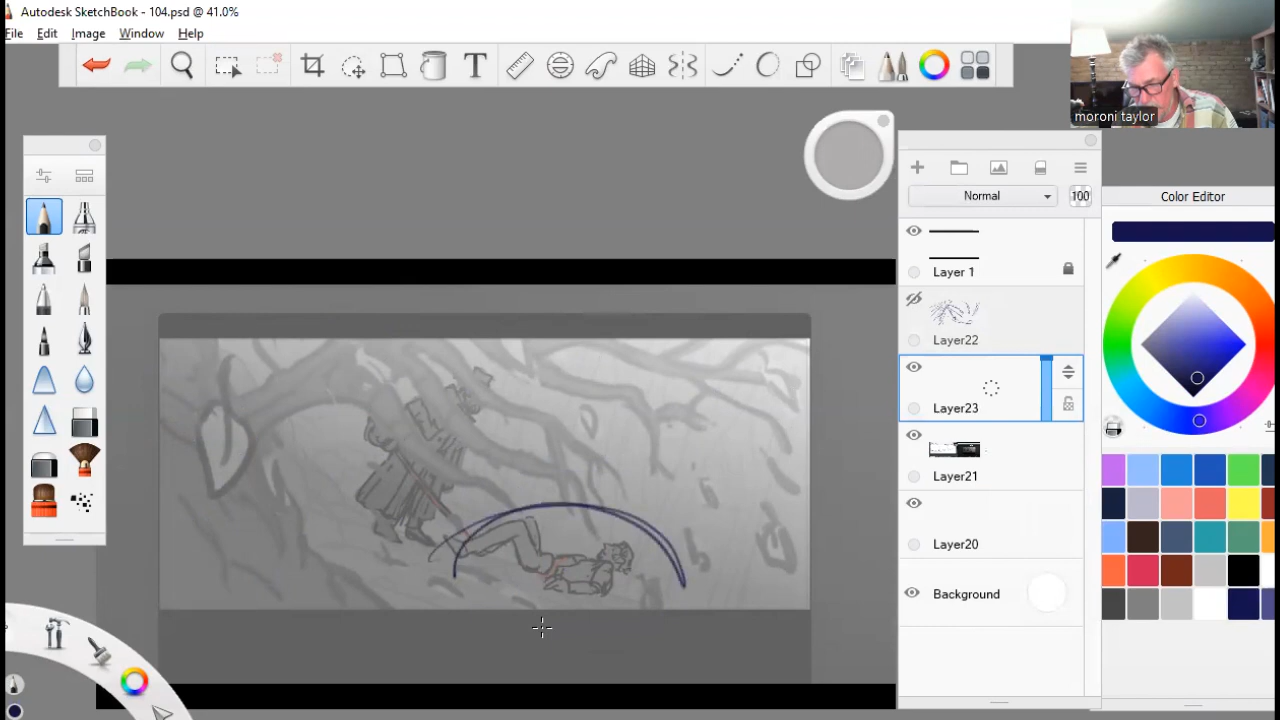 Autodesk SketchBook - 104.psd @ 41.0%
File Edit Image Window Help
T
moroni taylor
Normal 100
Color Editor
Layer 1
Layer22
Layer23
Layer21
Layer20
Background